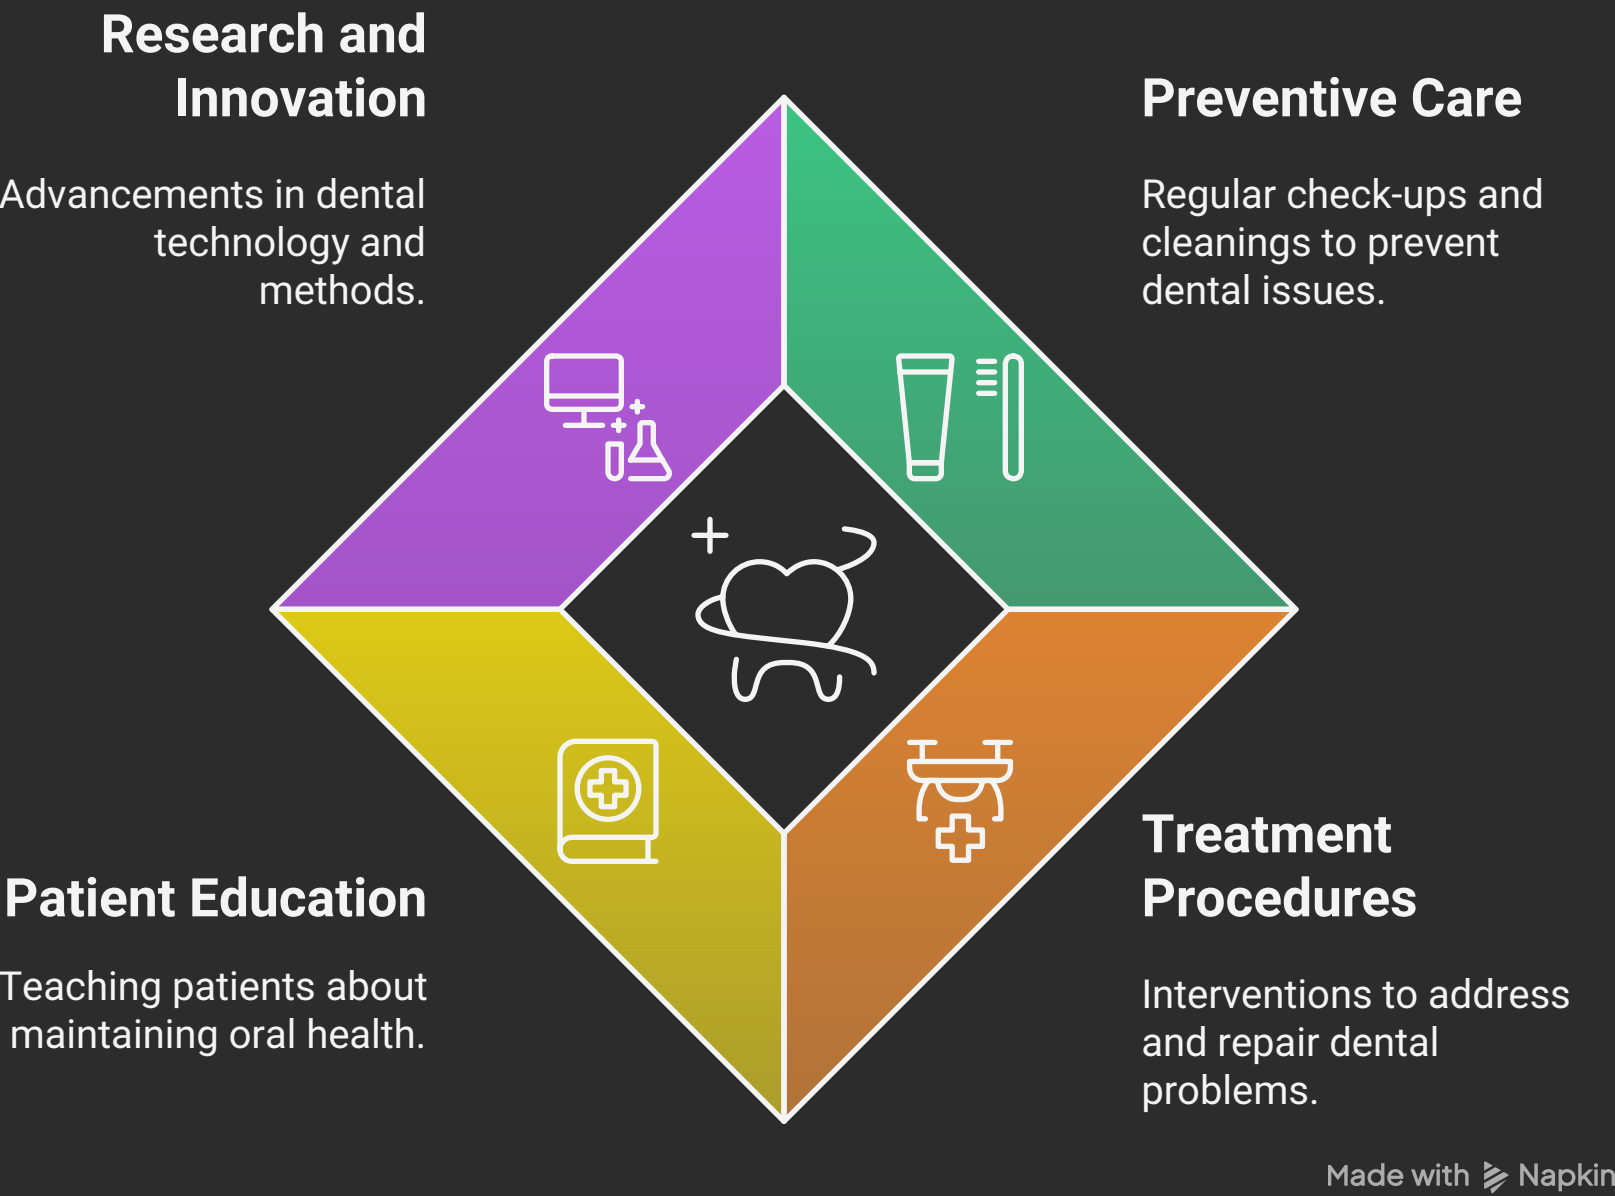 Research and
Innovation
Advancements in dental
technology and
methods.
Preventive Care
Regular check-ups and
cleanings to prevent
dental issues.
Patient Education
Teaching patients about
maintaining oral health.
Treatment
Procedures
Interventions to address
and repair dental
problems.
Made with Napkin